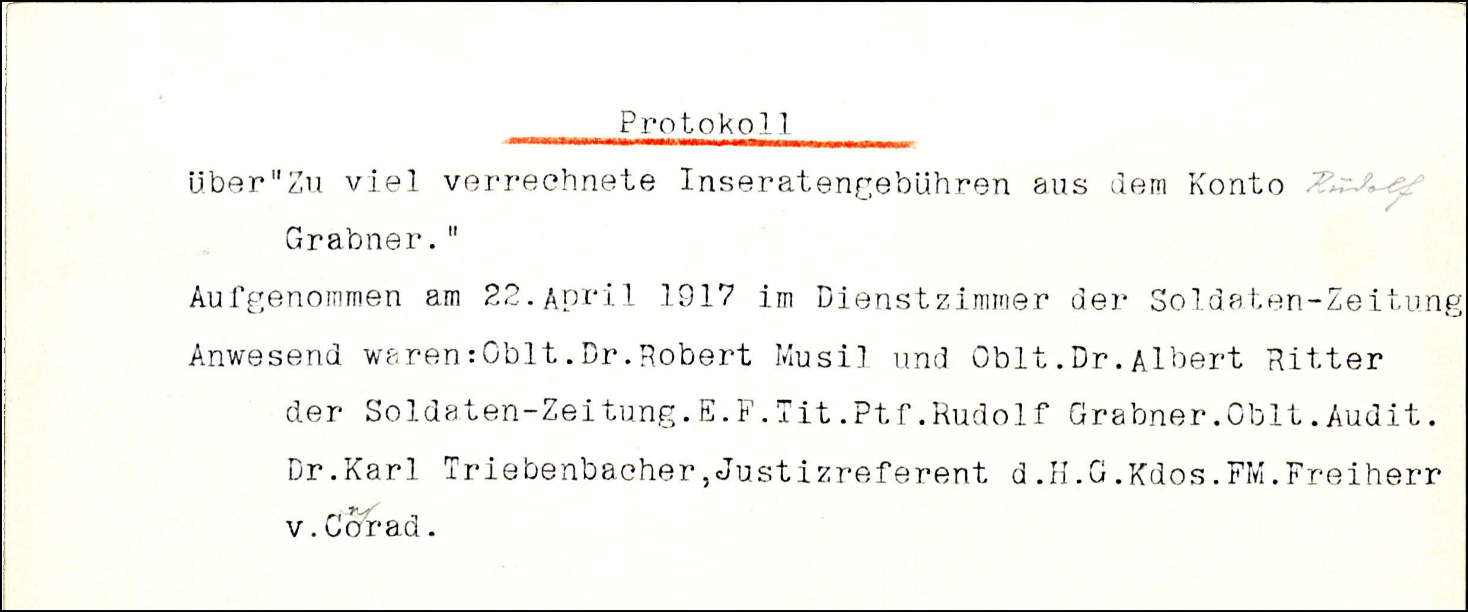 Protokoll
über"Zu viel verrechnete Inseratengebühren aus dem Konto Rudolf
Grabner."
Aufgenommen am 22.April 1917 im Dienstzimmer der Soldaten-Zeitung
Anwesend waren:Oblt.Dr.Robert Musil und Oblt.Dr.Albert Ritter
der Soldaten-Zeitung.E.F.Tit.Ptf.Rudolf Grabner.Oblt.Audit.
Dr.Karl Triebenbacher,Justizreferent d.H.G.Kdos.FM.Freiherr
v.Conrad.